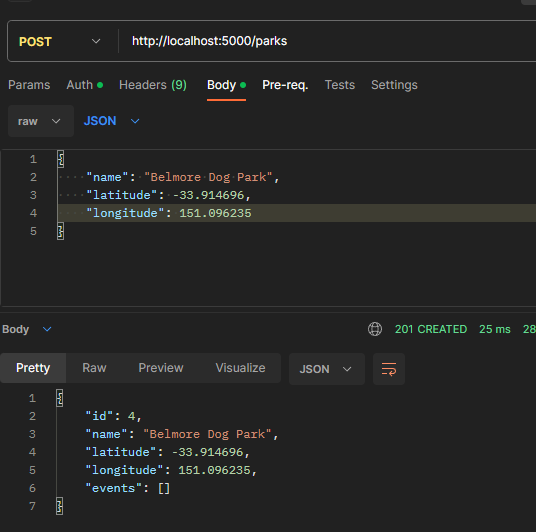 POST http://localhost:5000/parks
Params Auth Headers (9) Body Pre-req. Tests Settings
raw JSON
1 {
2 "name": "Belmore Dog Park",
3 "latitude": -33.914696,
4 "longitude": 151.096235
5 }
Body 201 CREATED 25 ms 28
Pretty Raw Preview Visualize JSON
1 {
2 "id": 4,
3 "name": "Belmore Dog Park",
4 "latitude": -33.914696,
5 "longitude": 151.096235,
6 "events": []
7 }